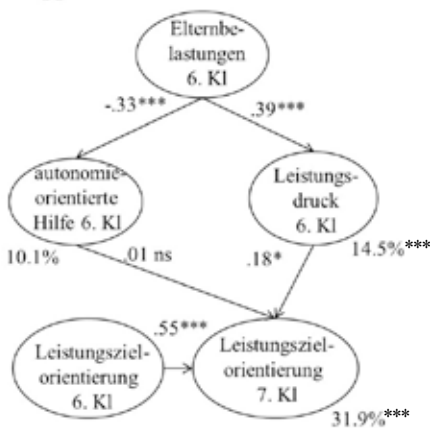 Elternbe-
lastungen
6. Kl
-.33***
.39***
autonomie-
orientierte
Hilfe 6. Kl
Leistungs-
druck
6. Kl
10.1%
.01 ns
.18*
14.5%***
.55***
Leistungsziel-
orientierung
6. Kl
Leistungsziel-
orientierung
7. Kl
31.9%***